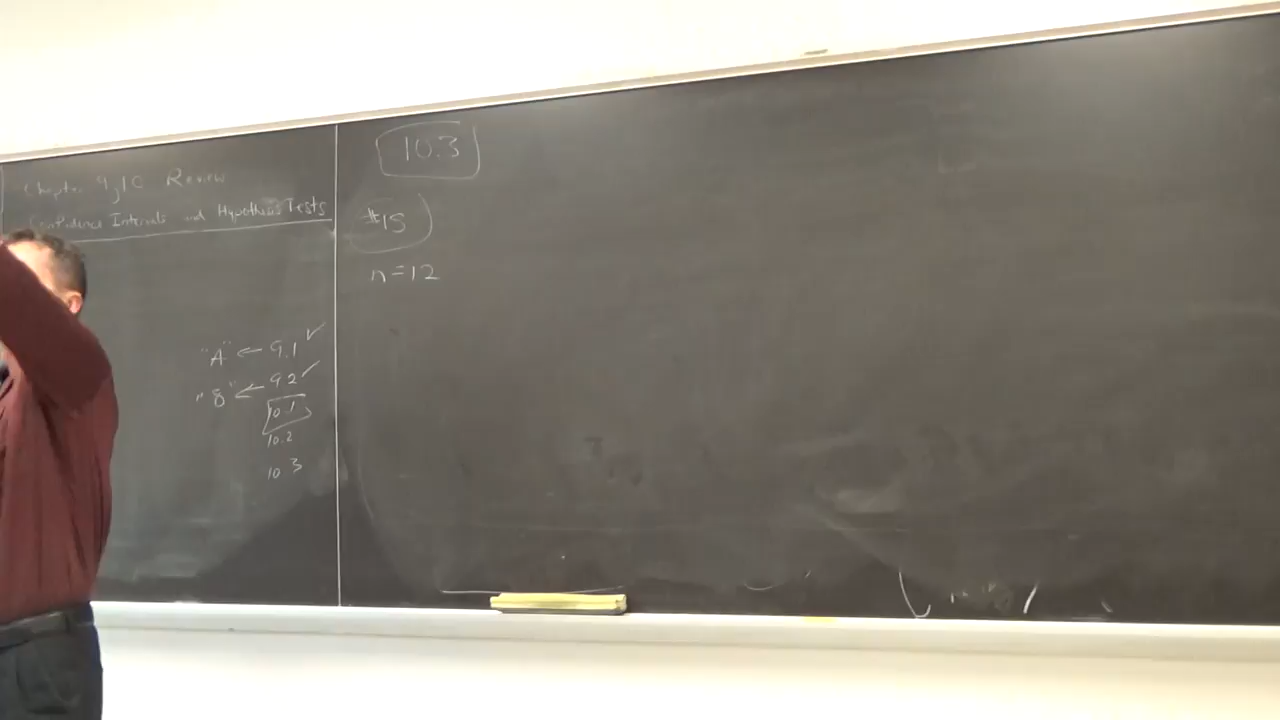 Chapter 9,10 Review
Confidence Intervals and Hypothesis Tests
"A" ← 9.1 ✓
"8" ← 9.2 ✓
10.1
10.2
10.3
10.3
#15
n=12